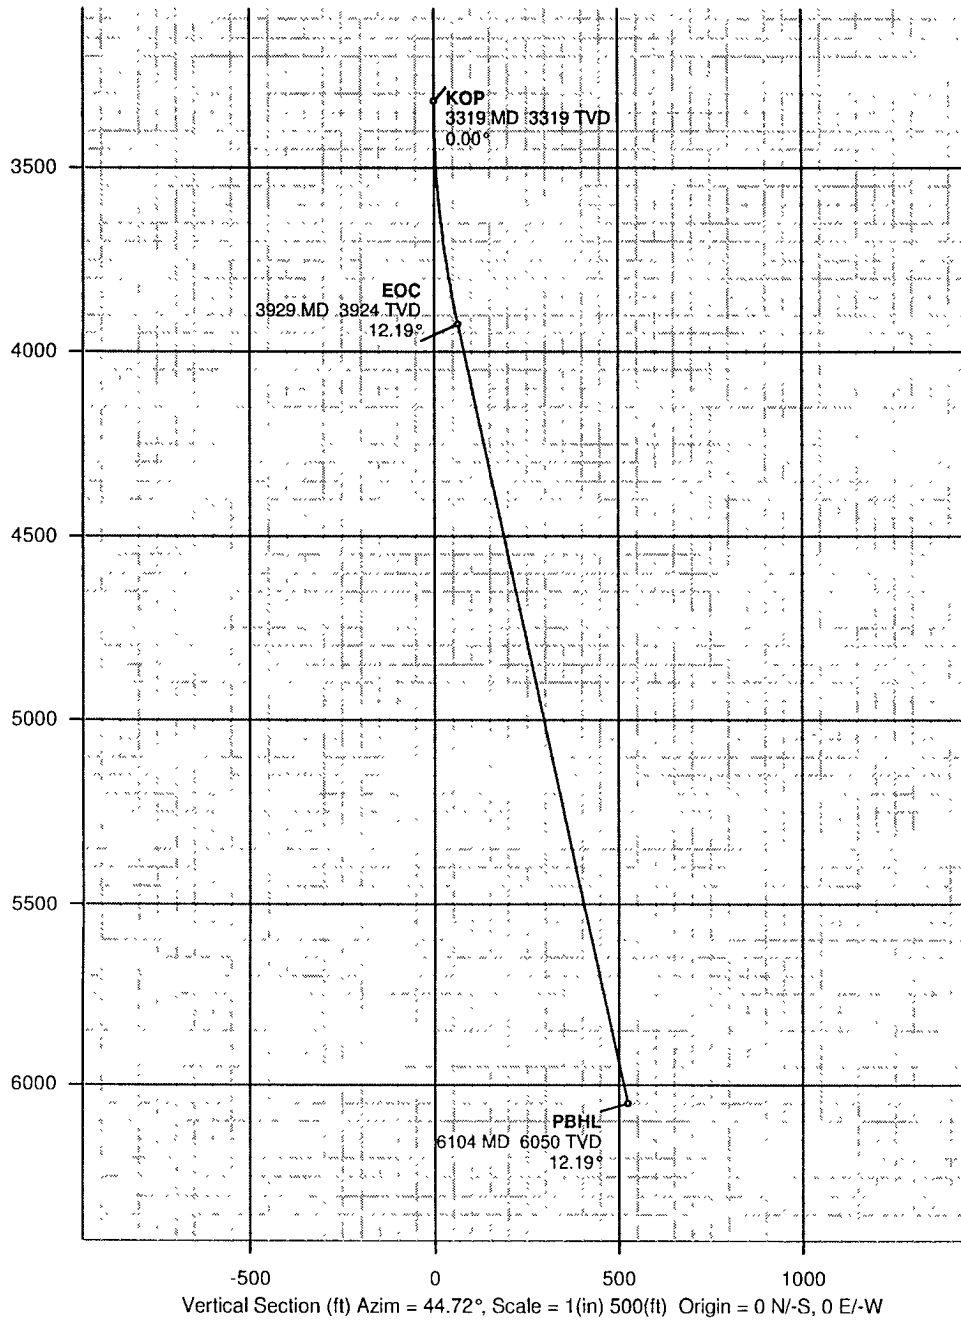 KOP
3319 MD 3319 TVD
0.00°
3500
EOC
3929 MD 3924 TVD
12.19°
4000
4500
5000
5500
6000
PBHL
6104 MD 6050 TVD
12.19°
-500 0 500 1000
Vertical Section (ft) Azim = 44.72°, Scale = 1(in) 500(ft) Origin = 0 N/-S, 0 E/-W